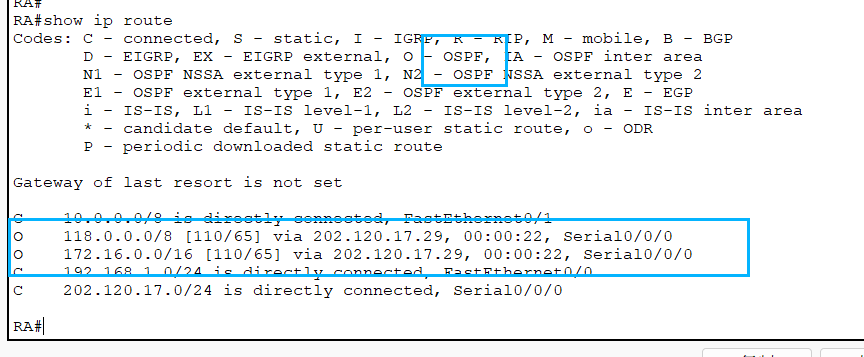 RA#
RA#show ip route
Codes: C - connected, S - static, I - IGRP, R - RIP, M - mobile, B - BGP
D - EIGRP, EX - EIGRP external, O - OSPF, IA - OSPF inter area
N1 - OSPF NSSA external type 1, N2 - OSPF NSSA external type 2
E1 - OSPF external type 1, E2 - OSPF external type 2, E - EGP
i - IS-IS, L1 - IS-IS level-1, L2 - IS-IS level-2, ia - IS-IS inter area
* - candidate default, U - per-user static route, o - ODR
P - periodic downloaded static route
Gateway of last resort is not set
C 10.0.0.0/8 is directly connected, FastEthernet0/1
O 118.0.0.0/8 [110/65] via 202.120.17.29, 00:00:22, Serial0/0/0
O 172.16.0.0/16 [110/65] via 202.120.17.29, 00:00:22, Serial0/0/0
C 192.168.1.0/24 is directly connected, FastEthernet0/0
C 202.120.17.0/24 is directly connected, Serial0/0/0
RA#